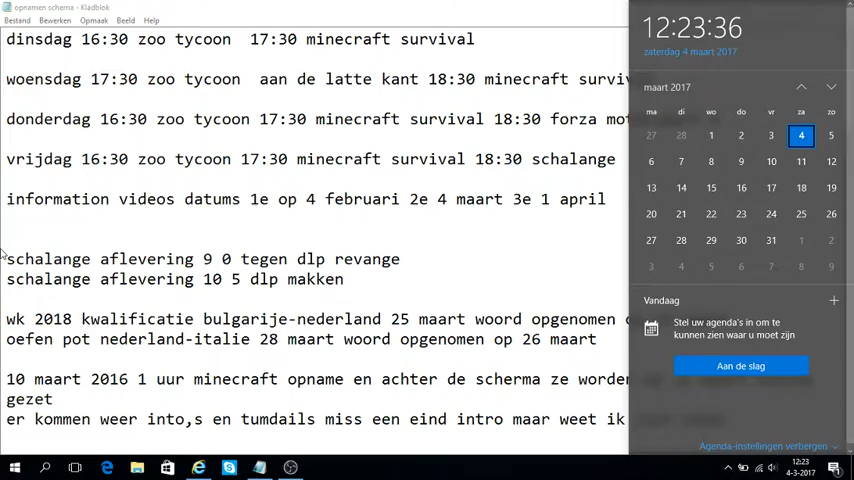 opnamen schema - Kladblok
Bestand Bewerken Opmaak Beeld Help
dinsdag 16:30 zoo tycoon 17:30 minecraft survival
woensdag 17:30 zoo tycoon aan de latte kant 18:30 minecraft surviv
donderdag 16:30 zoo tycoon 17:30 minecraft survival 18:30 forza mot
vrijdag 16:30 zoo tycoon 17:30 minecraft survival 18:30 schalange
information videos datums 1e op 4 februari 2e 4 maart 3e 1 april
schalange aflevering 9 0 tegen dlp revange
schalange aflevering 10 5 dlp makken
wk 2018 kwalificatie bulgarije-nederland 25 maart woord opgenomen
oefen pot nederland-italie 28 maart woord opgenomen op 26 maart
10 maart 2016 1 uur minecraft opname en achter de scherma ze worden
gezet
er kommen weer into,s en tumdails miss een eind intro maar weet ik
12:23:36
zaterdag 4 maart 2017
maart 2017
ma di wo do vr za zo
27 28 1 2 3 4 5
6 7 8 9 10 11 12
13 14 15 16 17 18 19
20 21 22 23 24 25 26
27 28 29 30 31 1 2
3 4 5 6 7 8 9
Vandaag
Stel uw agenda's in om te
kunnen zien waar u moet zijn
Aan de slag
Agenda-instellingen verbergen
12:23
4-3-2017